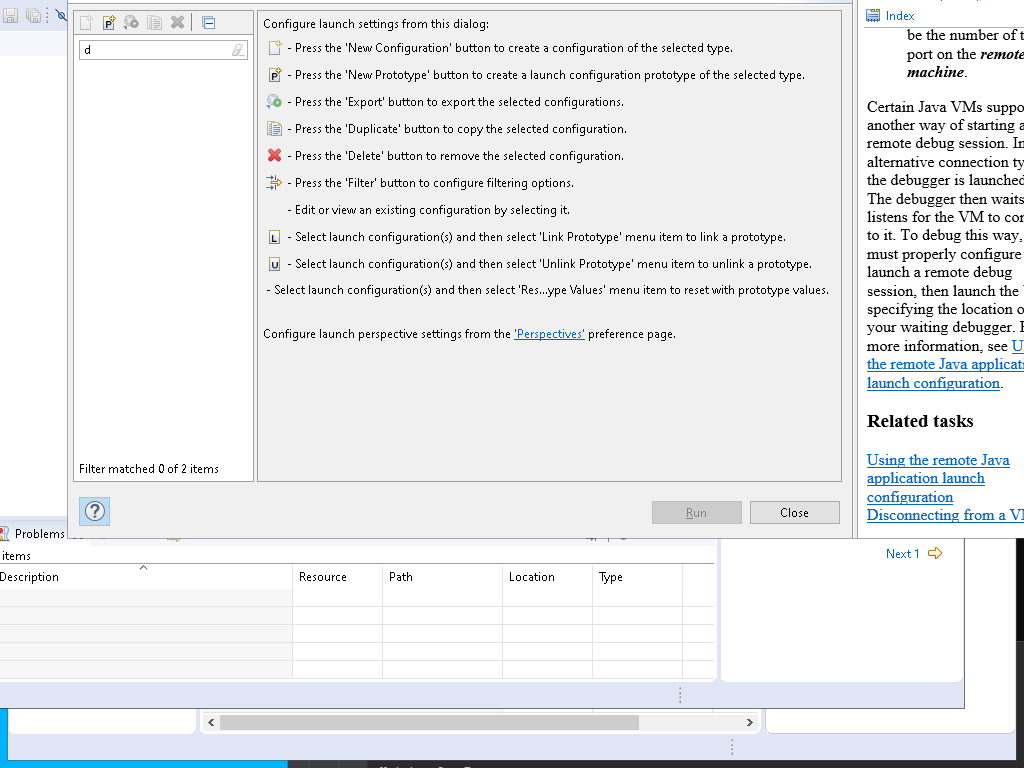 d
Filter matched 0 of 2 items
Configure launch settings from this dialog:
- Press the 'New Configuration' button to create a configuration of the selected type.
- Press the 'New Prototype' button to create a launch configuration prototype of the selected type.
- Press the 'Export' button to export the selected configurations.
- Press the 'Duplicate' button to copy the selected configuration.
- Press the 'Delete' button to remove the selected configuration.
- Press the 'Filter' button to configure filtering options.
- Edit or view an existing configuration by selecting it.
- Select launch configuration(s) and then select 'Link Prototype' menu item to link a prototype.
- Select launch configuration(s) and then select 'Unlink Prototype' menu item to unlink a prototype.
- Select launch configuration(s) and then select 'Res...ype Values' menu item to reset with prototype values.
Configure launch perspective settings from the 'Perspectives' preference page.
Run
Close
Index
be the number of t
port on the remote
machine.
Certain Java VMs suppo
another way of starting a
remote debug session. In
alternative connection ty
the debugger is launched
The debugger then waits
listens for the VM to con
to it. To debug this way,
must properly configure
launch a remote debug
session, then launch the
specifying the location o
your waiting debugger. F
more information, see U
the remote Java applicati
launch configuration.
Related tasks
Using the remote Java
application launch
configuration
Disconnecting from a VM
Problems
items
Description
Resource
Path
Location
Type
Next 1